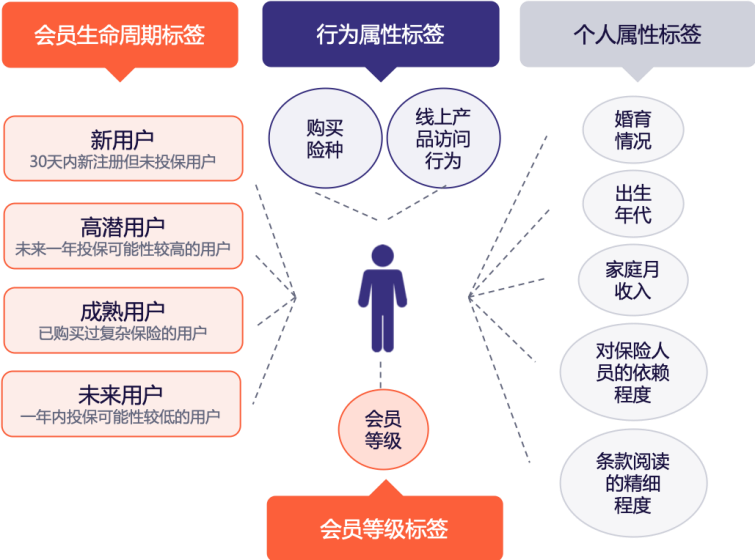 会员生命周期标签
新用户
30天内新注册但未投保用户
高潜用户
未来一年投保可能性较高的用户
成熟用户
已购买过复杂保险的用户
未来用户
一年内投保可能性较低的用户
行为属性标签
购买
险种
线上产
品访问
行为
会员
等级
会员等级标签
个人属性标签
婚育
情况
出生
年代
家庭月
收入
对保险人
员的依赖
程度
条款阅读
的精细
程度